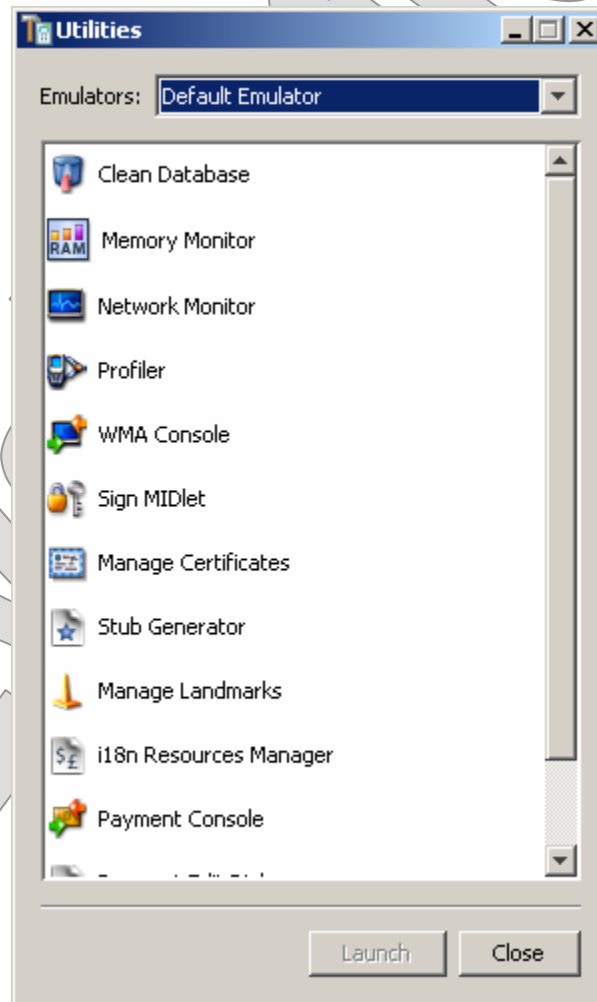 Utilities
Emulators: Default Emulator
Clean Database
RAM Memory Monitor
Network Monitor
Profiler
WMA Console
Sign MIDlet
Manage Certificates
Stub Generator
Manage Landmarks
i18n Resources Manager
Payment Console
Launch Close